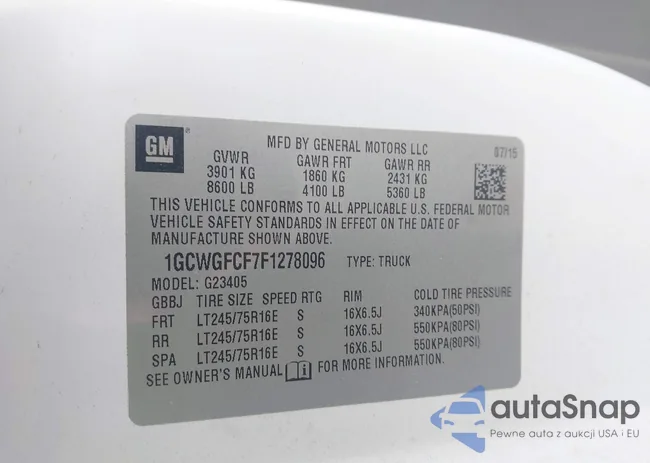 GM
MFD BY GENERAL MOTORS LLC 07/15
GVWR GAWR FRT GAWR RR
3901 KG 1860 KG 2431 KG
8600 LB 4100 LB 5360 LB
THIS VEHICLE CONFORMS TO ALL APPLICABLE U.S. FEDERAL MOTOR
VEHICLE SAFETY STANDARDS IN EFFECT ON THE DATE OF
MANUFACTURE SHOWN ABOVE.
1GCWGFCF7F1278096 TYPE: TRUCK
MODEL: G23405
GBBJ TIRE SIZE SPEED RTG RIM COLD TIRE PRESSURE
FRT LT245/75R16E S 16X6.5J 340KPA(50PSI)
RR LT245/75R16E S 16X6.5J 550KPA(80PSI)
SPA LT245/75R16E S 16X6.5J 550KPA(80PSI)
SEE OWNER'S MANUAL FOR MORE INFORMATION.
autaSnap
Pewne auta z aukcji USA i EU